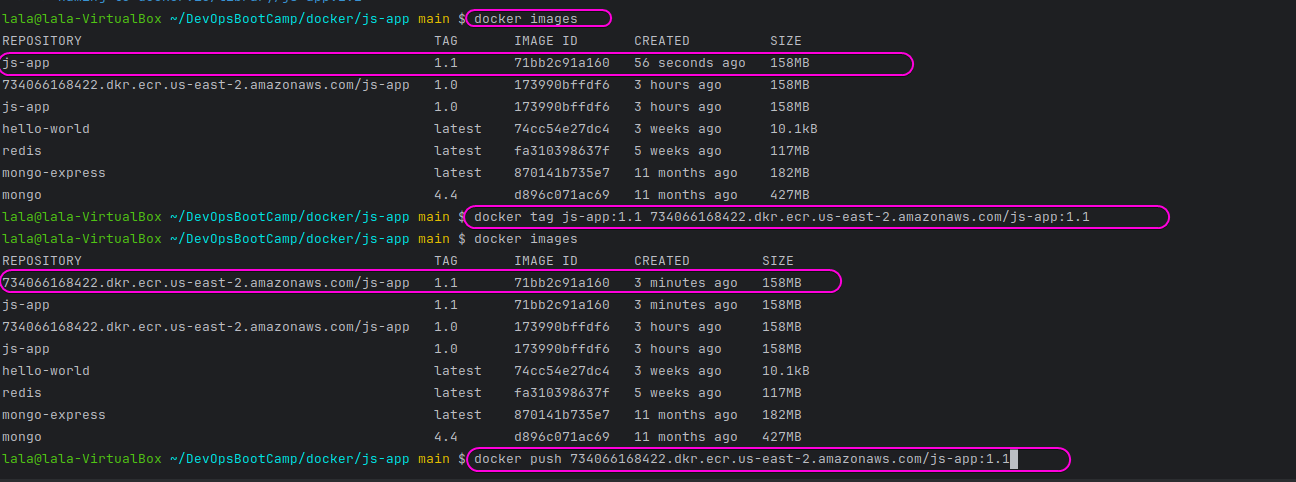 lala@lala-VirtualBox ~/DevOpsBootCamp/docker/js-app main $ docker images
REPOSITORY TAG IMAGE ID CREATED SIZE
js-app 1.1 71bb2c91a160 56 seconds ago 158MB
734066168422.dkr.ecr.us-east-2.amazonaws.com/js-app 1.0 173990bffdf6 3 hours ago 158MB
js-app 1.0 173990bffdf6 3 hours ago 158MB
hello-world latest 74cc54e27dc4 3 weeks ago 10.1kB
redis latest fa310398637f 5 weeks ago 117MB
mongo-express latest 870141b735e7 11 months ago 182MB
mongo 4.4 d896c071ac69 11 months ago 427MB
lala@lala-VirtualBox ~/DevOpsBootCamp/docker/js-app main $ docker tag js-app:1.1 734066168422.dkr.ecr.us-east-2.amazonaws.com/js-app:1.1
lala@lala-VirtualBox ~/DevOpsBootCamp/docker/js-app main $ docker images
REPOSITORY TAG IMAGE ID CREATED SIZE
734066168422.dkr.ecr.us-east-2.amazonaws.com/js-app 1.1 71bb2c91a160 3 minutes ago 158MB
js-app 1.1 71bb2c91a160 3 minutes ago 158MB
734066168422.dkr.ecr.us-east-2.amazonaws.com/js-app 1.0 173990bffdf6 3 hours ago 158MB
js-app 1.0 173990bffdf6 3 hours ago 158MB
hello-world latest 74cc54e27dc4 3 weeks ago 10.1kB
redis latest fa310398637f 5 weeks ago 117MB
mongo-express latest 870141b735e7 11 months ago 182MB
mongo 4.4 d896c071ac69 11 months ago 427MB
lala@lala-VirtualBox ~/DevOpsBootCamp/docker/js-app main $ docker push 734066168422.dkr.ecr.us-east-2.amazonaws.com/js-app:1.1